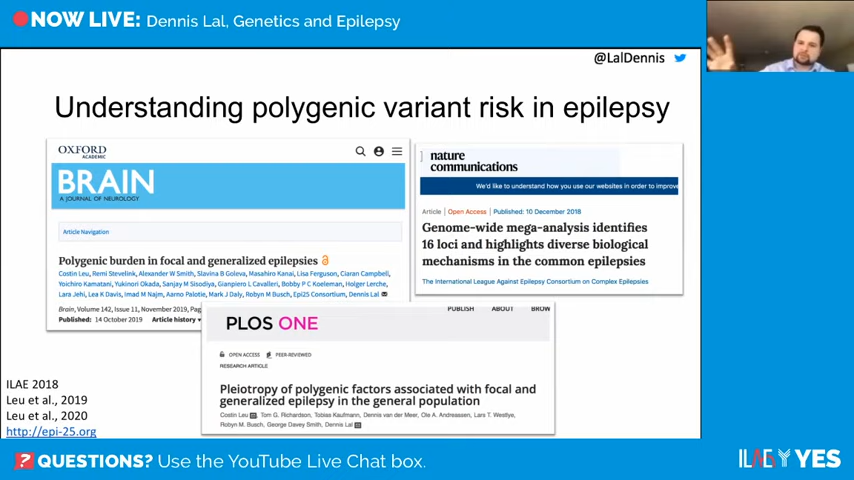 NOW LIVE: Dennis Lal, Genetics and Epilepsy
@LalDennis
Understanding polygenic variant risk in epilepsy
OXFORD
ACADEMIC
BRAIN
A JOURNAL OF NEUROLOGY
Article Navigation
Polygenic burden in focal and generalized epilepsies
Costin Leu, Remi Stevelink, Alexander W Smith, Slavina B Goleva, Masahiro Kanai, Lisa Ferguson, Ciaran Campbell,
Yoichiro Kamatani, Yukinori Okada, Sanjay M Sisodiya, Gianpiero L Cavalleri, Bobby P C Koeleman, Holger Lerche,
Lara Jehi, Lea K Davis, Imad M Najm, Aarno Palotie, Mark J Daly, Robyn M Busch, Epi25 Consortium, Dennis Lal
Brain, Volume 142, Issue 11, November 2019, Pag
Published: 14 October 2019 Article history
nature
communications
We'd like to understand how you use our websites in order to improve
Article | Open Access | Published: 10 December 2018
Genome-wide mega-analysis identifies
16 loci and highlights diverse biological
mechanisms in the common epilepsies
The International League Against Epilepsy Consortium on Complex Epilepsies
PUBLISH ABOUT BROW
PLOS ONE
OPEN ACCESS PEER-REVIEWED
RESEARCH ARTICLE
Pleiotropy of polygenic factors associated with focal and
generalized epilepsy in the general population
Costin Leu, Tom G. Richardson, Tobias Kaufmann, Dennis van der Meer, Ole A. Andreassen, Lars T. Westlye,
Robyn M. Busch, George Davey Smith, Dennis Lal
ILAE 2018
Leu et al., 2019
Leu et al., 2020
http://epi-25.org
? QUESTIONS? Use the YouTube Live Chat box.
ILAE YES